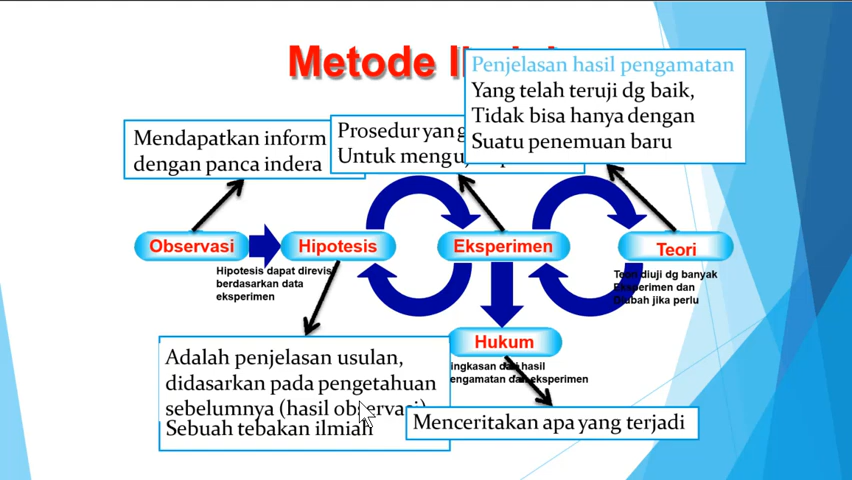 Metode
Penjelasan hasil pengamatan
Yang telah teruji dg baik,
Tidak bisa hanya dengan
Suatu penemuan baru
Mendapatkan inform
dengan panca indera
Prosedur yang
Untuk menguj
Observasi
Hipotesis
Eksperimen
Teori
Hipotesis dapat direvisi
berdasarkan data
eksperimen
Teori diuji dg banyak
Eksperimen dan
Diubah jika perlu
Hukum
ingkasan dari hasil
engamatan dan eksperimen
Adalah penjelasan usulan,
didasarkan pada pengetahuan
sebelumnya (hasil observasi)
Sebuah tebakan ilmiah
Menceritakan apa yang terjadi